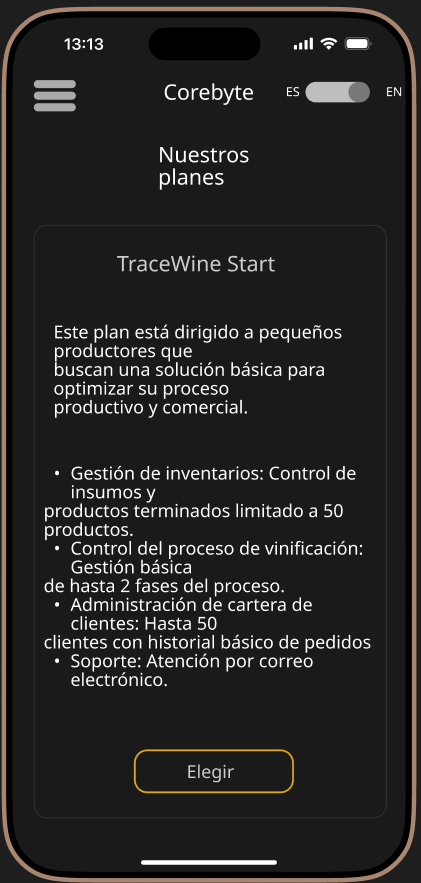 13:13
Corebyte
ES
EN
Nuestros
planes
TraceWine Start
Este plan está dirigido a pequeños
productores que
buscan una solución básica para
optimizar su proceso
productivo y comercial.
• Gestión de inventarios: Control de
insumos y
productos terminados limitado a 50
productos.
• Control del proceso de vinificación:
Gestión básica
de hasta 2 fases del proceso.
• Administración de cartera de
clientes: Hasta 50
clientes con historial básico de pedidos
• Soporte: Atención por correo
electrónico.
Elegir